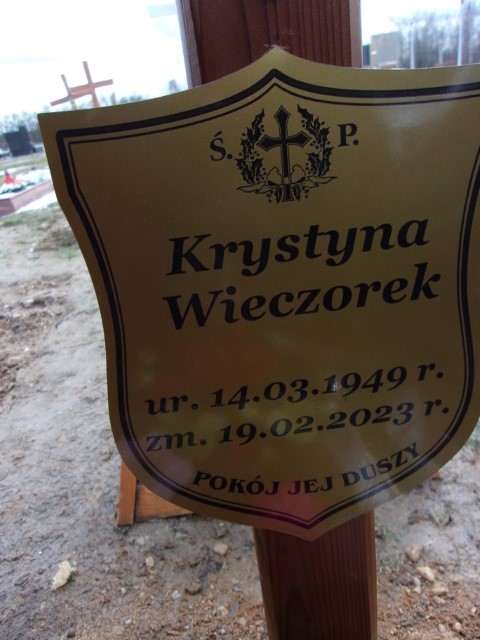 Ś. P.
Krystyna
Wieczorek
ur. 14.03.1949 r.
zm. 19.02.2023 r.
POKÓJ JEJ DUSZY